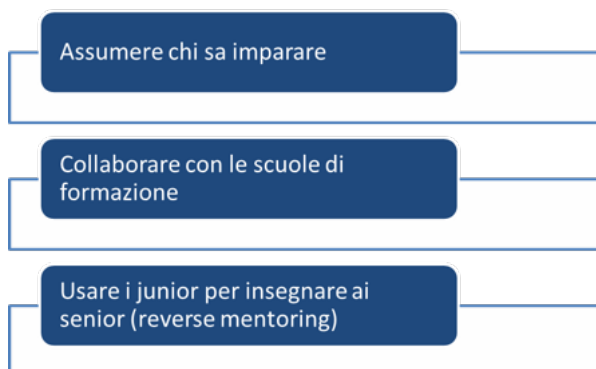 Assumere chi sa imparare
Collaborare con le scuole di
formazione
Usare i junior per insegnare ai
senior (reverse mentoring)